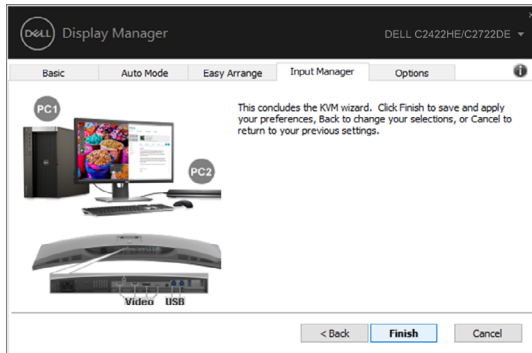 DELL Display Manager
DELL C2422HE/C2722DE
Basic Auto Mode Easy Arrange Input Manager Options
PC1
PC2
This concludes the KVM wizard. Click Finish to save and apply
your preferences, Back to change your selections, or Cancel to
return to your previous settings.
Video USB
< Back Finish Cancel